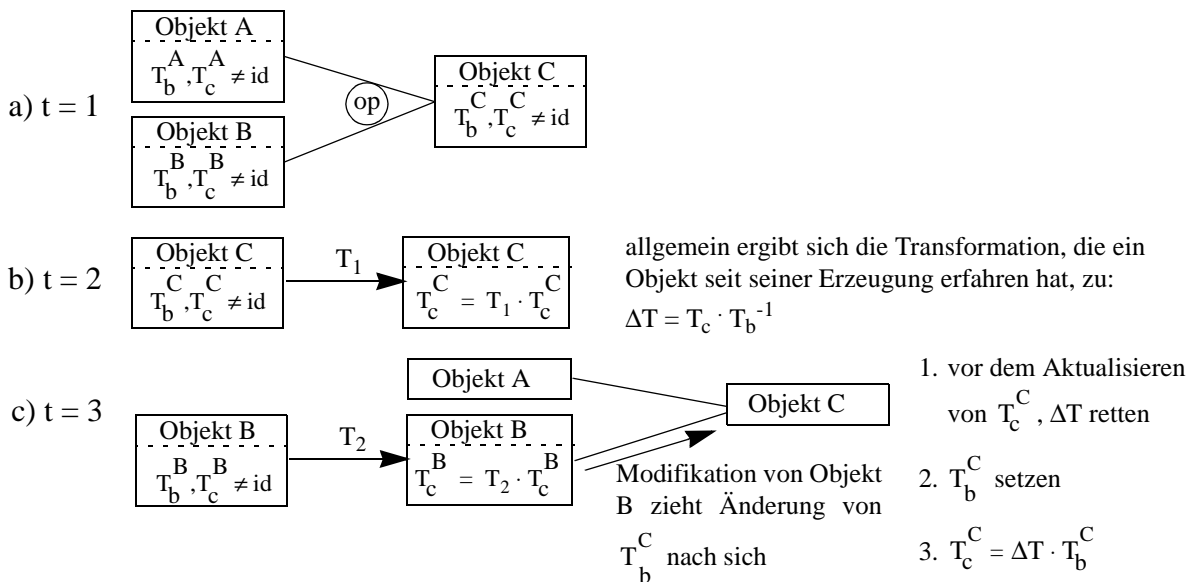 a) t = 1
Objekt A
T_b^A, T_c^A ≠ id
Objekt B
T_b^B, T_c^B ≠ id
op
Objekt C
T_b^C, T_c^C ≠ id
b) t = 2
Objekt C
T_b^C, T_c^C ≠ id
T_1
Objekt C
T_c^C = T_1 · T_c^C
allgemein ergibt sich die Transformation, die ein
Objekt seit seiner Erzeugung erfahren hat, zu:
ΔT = T_c · T_b^-1
c) t = 3
Objekt B
T_b^B, T_c^B ≠ id
T_2
Objekt A
Objekt B
T_c^B = T_2 · T_c^B
Objekt C
Modifikation von Objekt
B zieht Änderung von
T_b^C nach sich
1. vor dem Aktualisieren
von T_c^C, ΔT retten
2. T_b^C setzen
3. T_c^C = ΔT · T_b^C